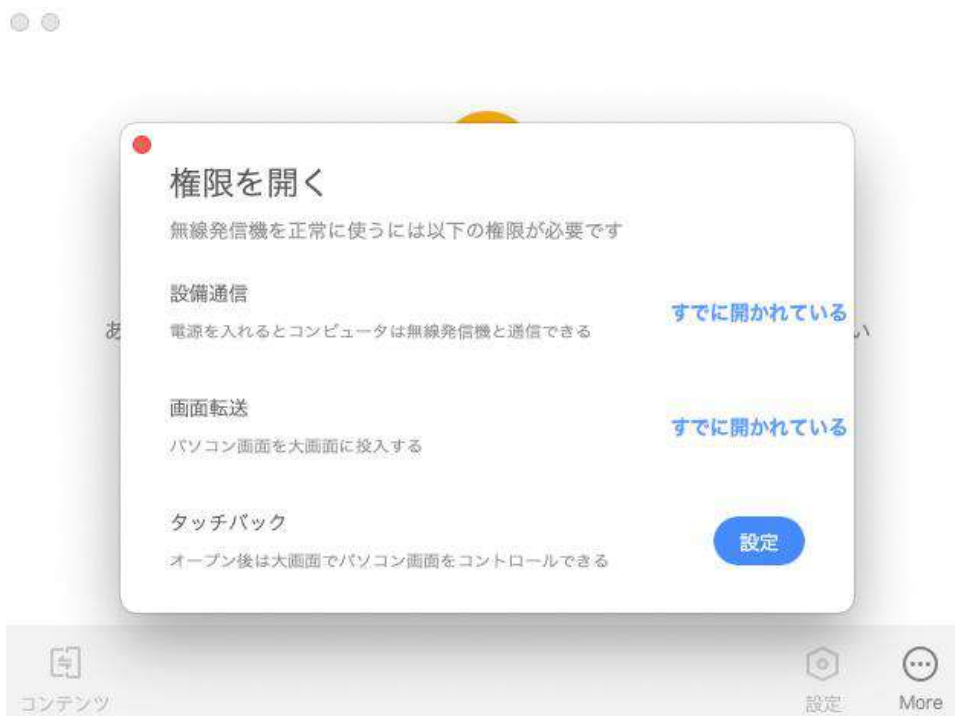 権限を開く
無線発信機を正常に使うには以下の権限が必要です
設備通信
すでに開かれている
電源を入れるとコンピュータは無線発信機と通信できる
あ
い
画面転送
すでに開かれている
パソコン画面を大画面に投入する
タッチバック
設定
オープン後は大画面でパソコン画面をコントロールできる
コンテンツ
設定
More